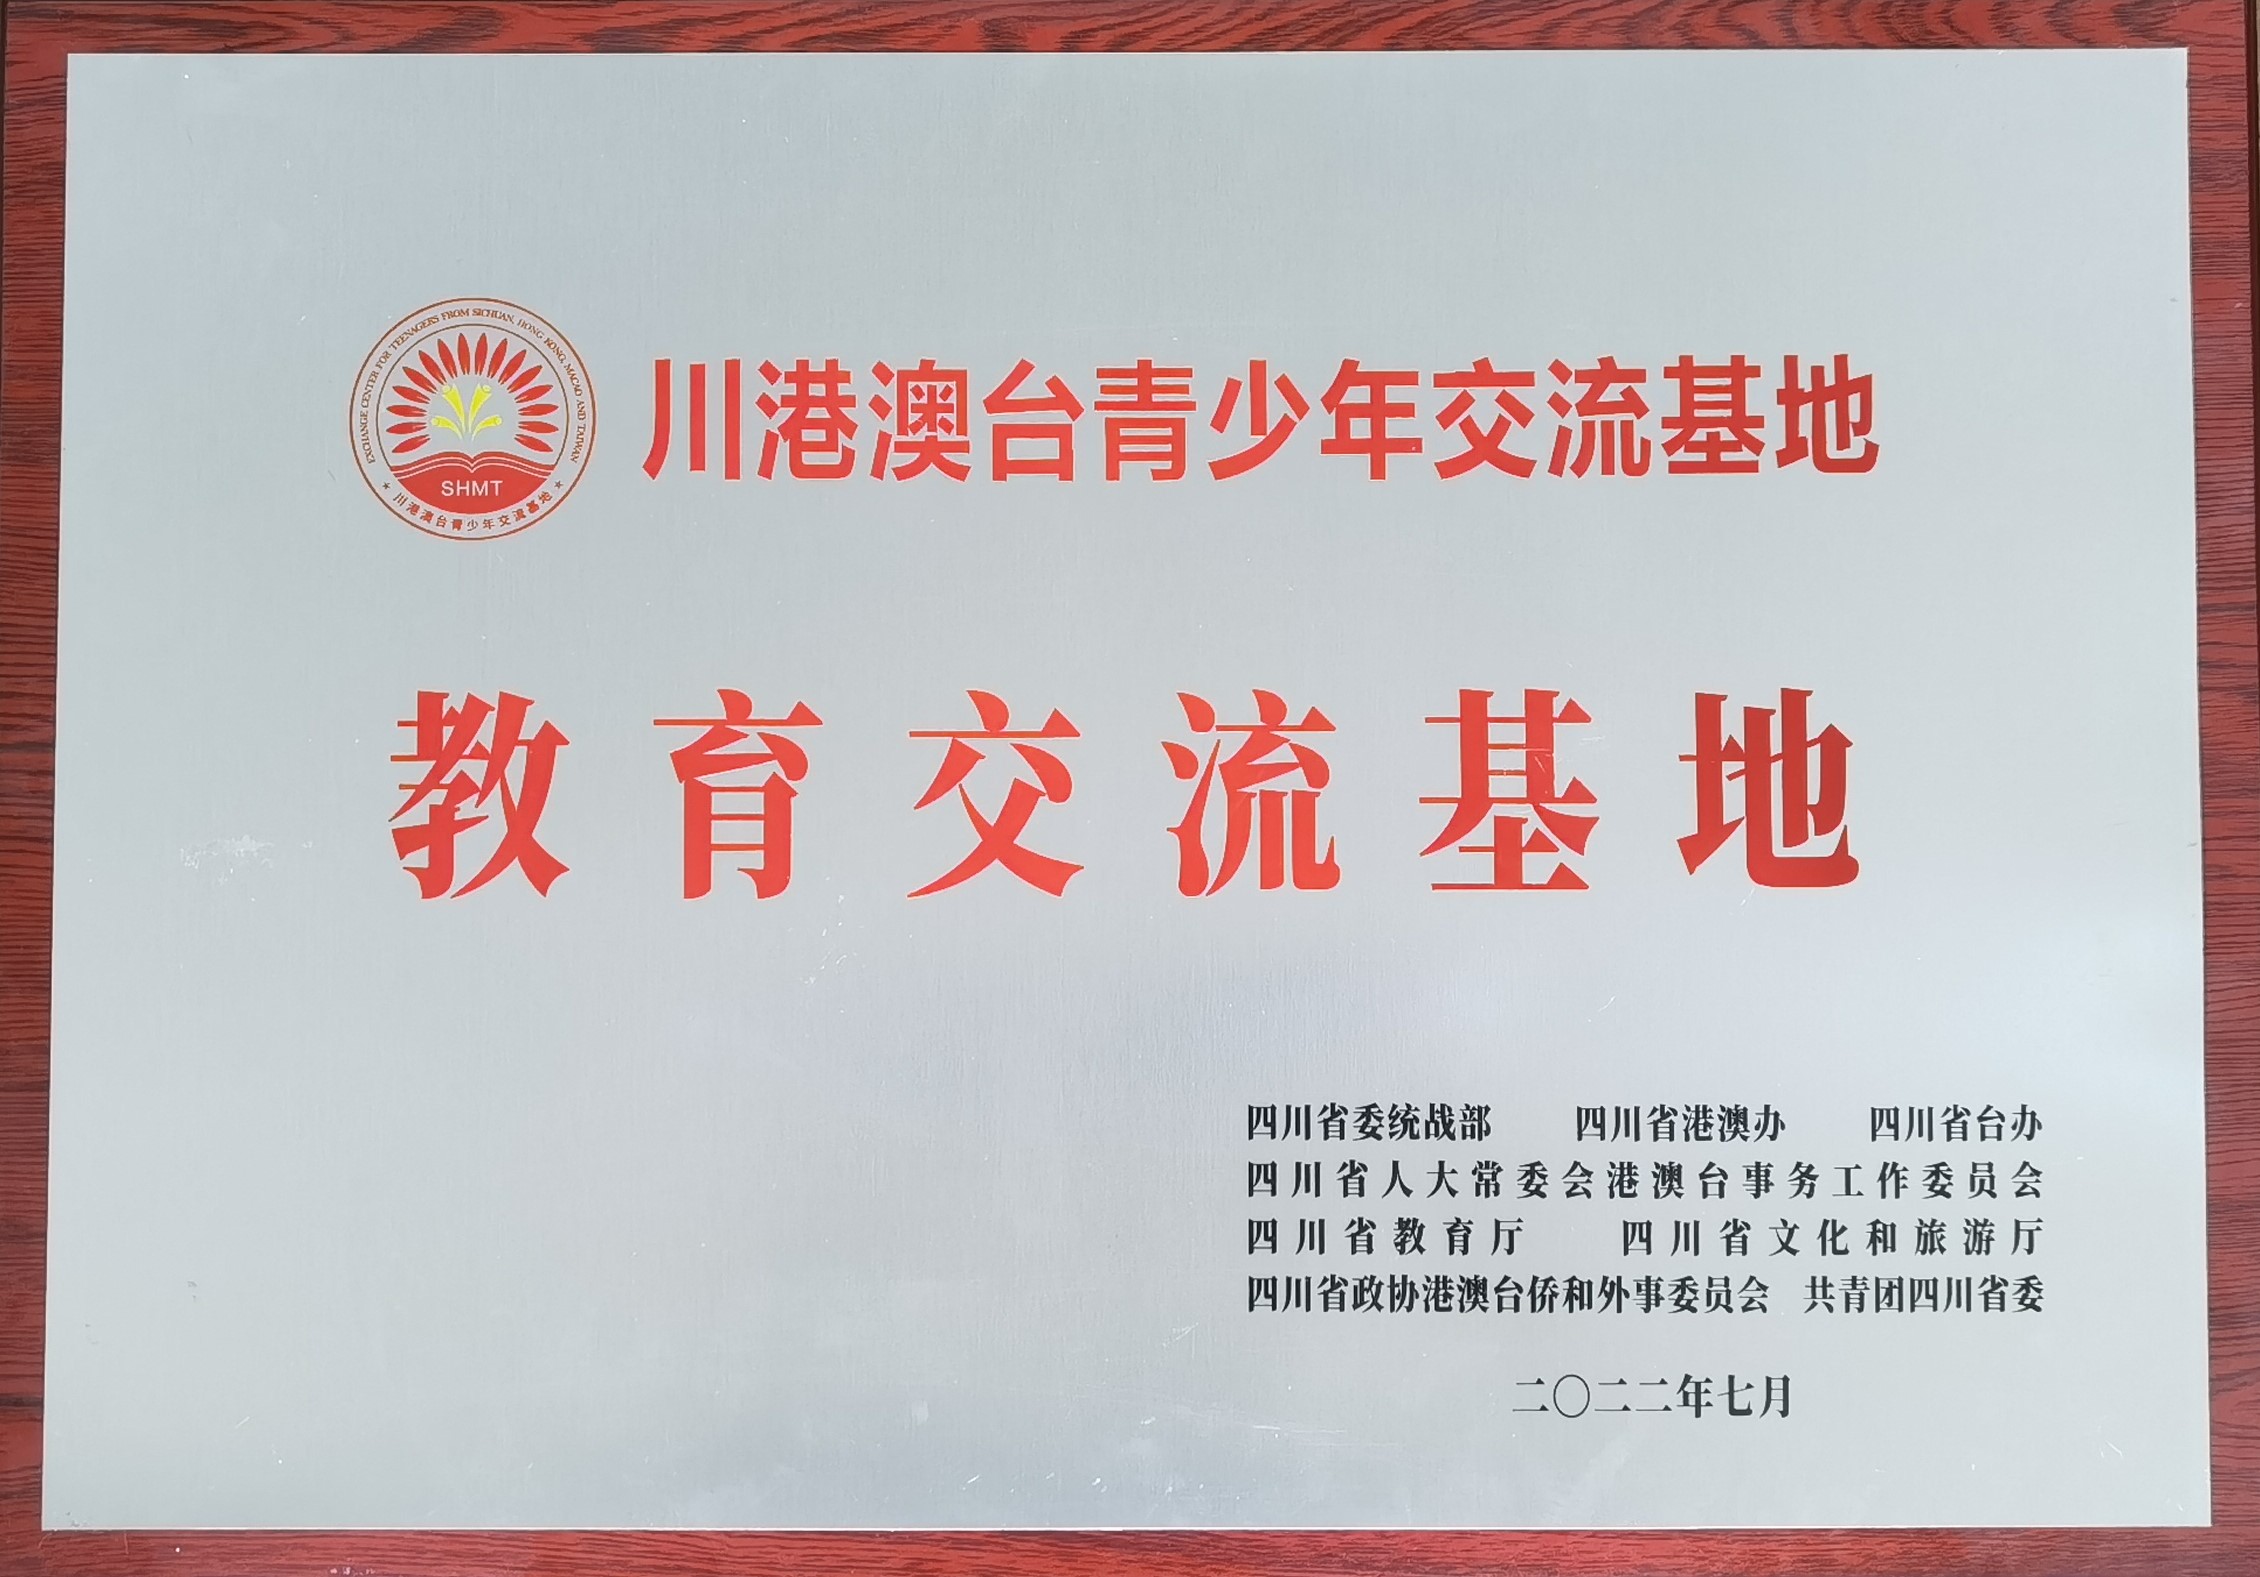 EXCHANGE CENTER FOR TEENAGERS FROM SICHUAN, HONG KONG, MACAO AND TAIWAN
SHMT
★ 川港澳台青少年交流基地 ★
川港澳台青少年交流基地
教育交流基地
四川省委统战部 四川省港澳办 四川省台办
四川省人大常委会港澳台事务工作委员会
四川省教育厅 四川省文化和旅游厅
四川省政协港澳台侨和外事委员会 共青团四川省委
二〇二二年七月